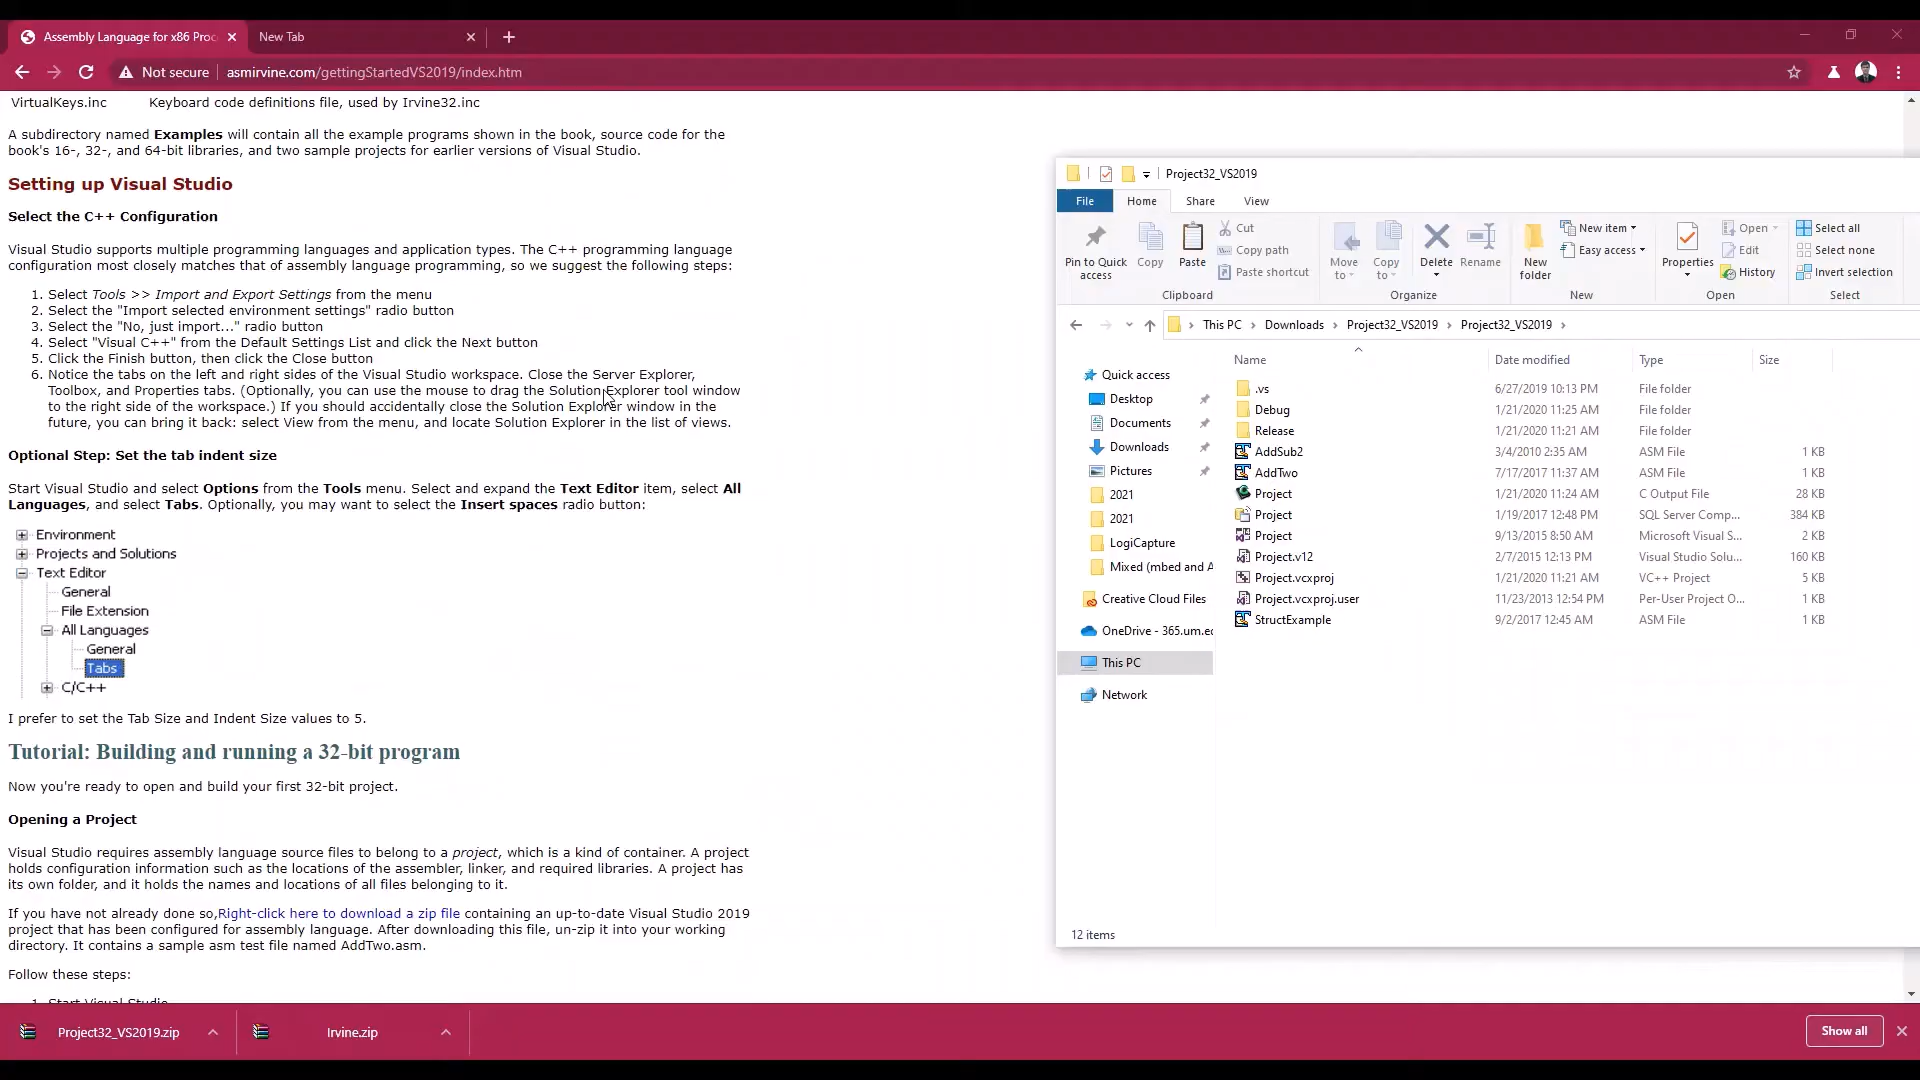 Assembly Language for x86 Proc
New Tab
Not secure
asmirvine.com/gettingStartedVS2019/index.htm
VirtualKeys.inc Keyboard code definitions file, used by Irvine32.inc
A subdirectory named Examples will contain all the example programs shown in the book, source code for the
book's 16-, 32-, and 64-bit libraries, and two sample projects for earlier versions of Visual Studio.
Setting up Visual Studio
Select the C++ Configuration
Visual Studio supports multiple programming languages and application types. The C++ programming language
configuration most closely matches that of assembly language programming, so we suggest the following steps:
1. Select Tools >> Import and Export Settings from the menu
2. Select the "Import selected environment settings" radio button
3. Select the "No, just import..." radio button
4. Select "Visual C++" from the Default Settings List and click the Next button
5. Click the Finish button, then click the Close button
6. Notice the tabs on the left and right sides of the Visual Studio workspace. Close the Server Explorer,
Toolbox, and Properties tabs. (Optionally, you can use the mouse to drag the Solution Explorer tool window
to the right side of the workspace.) If you should accidentally close the Solution Explorer window in the
future, you can bring it back: select View from the menu, and locate Solution Explorer in the list of views.
Optional Step: Set the tab indent size
Start Visual Studio and select Options from the Tools menu. Select and expand the Text Editor item, select All
Languages, and select Tabs. Optionally, you may want to select the Insert spaces radio button:
Environment
Projects and Solutions
Text Editor
General
File Extension
All Languages
General
Tabs
C/C++
I prefer to set the Tab Size and Indent Size values to 5.
Tutorial: Building and running a 32-bit program
Now you're ready to open and build your first 32-bit project.
Opening a Project
Visual Studio requires assembly language source files to belong to a project, which is a kind of container. A project
holds configuration information such as the locations of the assembler, linker, and required libraries. A project has
its own folder, and it holds the names and locations of all files belonging to it.
If you have not already done so,Right-click here to download a zip file containing an up-to-date Visual Studio 2019
project that has been configured for assembly language. After downloading this file, un-zip it into your working
directory. It contains a sample asm test file named AddTwo.asm.
Follow these steps:
1. Start Visual Studio
Project32_VS2019
File Home Share View
Pin to Quick access
Copy
Paste
Cut
Copy path
Paste shortcut
Clipboard
Move to
Copy to
Delete
Rename
Organize
New folder
New item
Easy access
New
Properties
Open
Edit
History
Open
Select all
Select none
Invert selection
Select
This PC > Downloads > Project32_VS2019 > Project32_VS2019 >
Quick access
Desktop
Documents
Downloads
Pictures
2021
2021
LogiCapture
Mixed (mbed and A
Creative Cloud Files
OneDrive - 365.um.ec
This PC
Network
Name Date modified Type Size
.vs 6/27/2019 10:13 PM File folder
Debug 1/21/2020 11:25 AM File folder
Release 1/21/2020 11:21 AM File folder
AddSub2 3/4/2010 2:35 AM ASM File 1 KB
AddTwo 7/17/2017 11:37 AM ASM File 1 KB
Project 1/21/2020 11:24 AM C Output File 28 KB
Project 1/19/2017 12:48 PM SQL Server Comp... 384 KB
Project 9/13/2015 8:50 AM Microsoft Visual S... 2 KB
Project.v12 2/7/2015 12:13 PM Visual Studio Solu... 160 KB
Project.vcxproj 1/21/2020 11:21 AM VC++ Project 5 KB
Project.vcxproj.user 11/23/2013 12:54 PM Per-User Project O... 1 KB
StructExample 9/2/2017 12:45 AM ASM File 1 KB
12 items
Project32_VS2019.zip
Irvine.zip
Show all